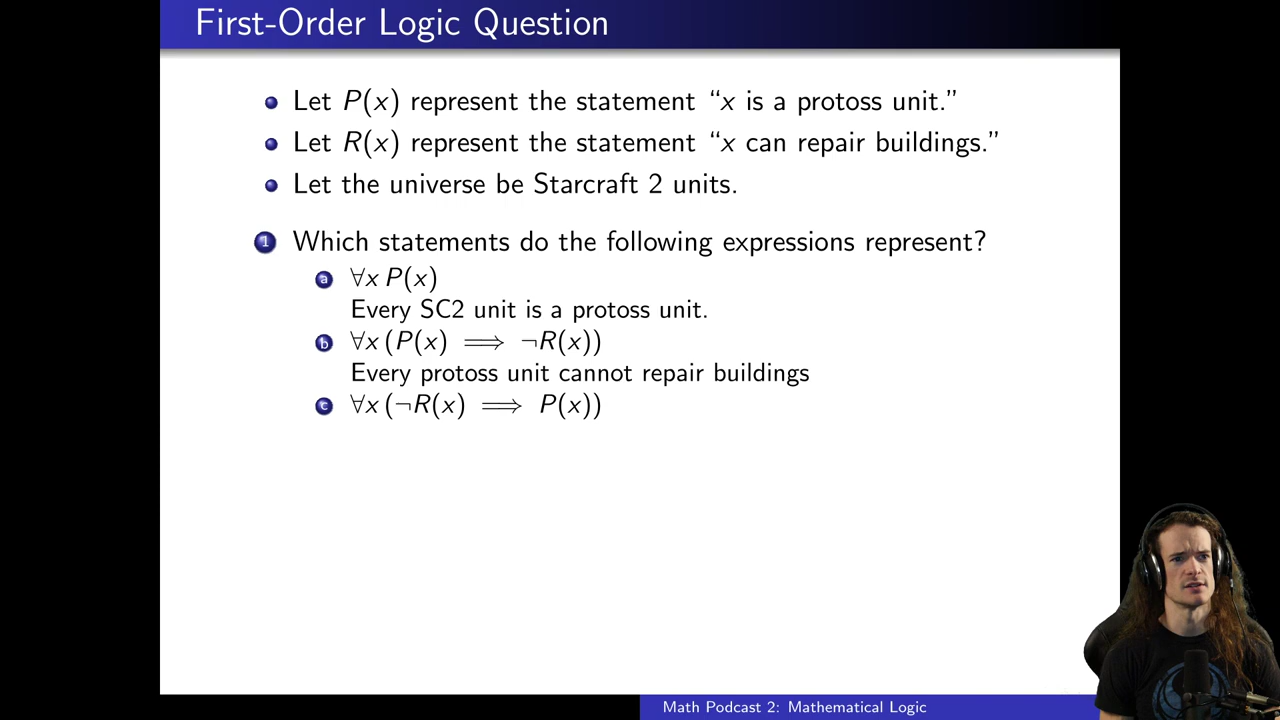 First-Order Logic Question
Let P(x) represent the statement “x is a protoss unit.”
Let R(x) represent the statement “x can repair buildings.”
Let the universe be Starcraft 2 units.
1 Which statements do the following expressions represent?
a ∀x P(x)
Every SC2 unit is a protoss unit.
b ∀x (P(x) ⟹ ¬R(x))
Every protoss unit cannot repair buildings
c ∀x (¬R(x) ⟹ P(x))
Math Podcast 2: Mathematical Logic